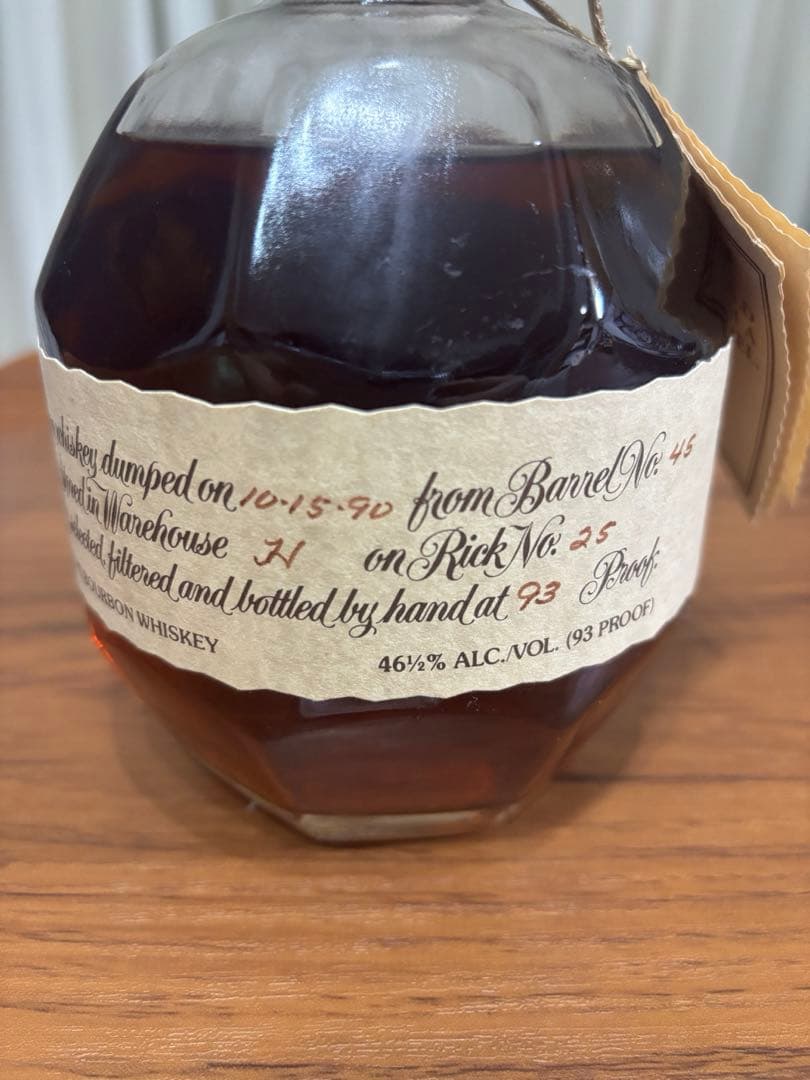 whiskey dumped on 10-15-90 from Barrel No. 45
in Warehouse H on Rick No. 25
selected, filtered and bottled by hand at 93 Proof.
BOURBON WHISKEY 46½% ALC./VOL. (93 PROOF)